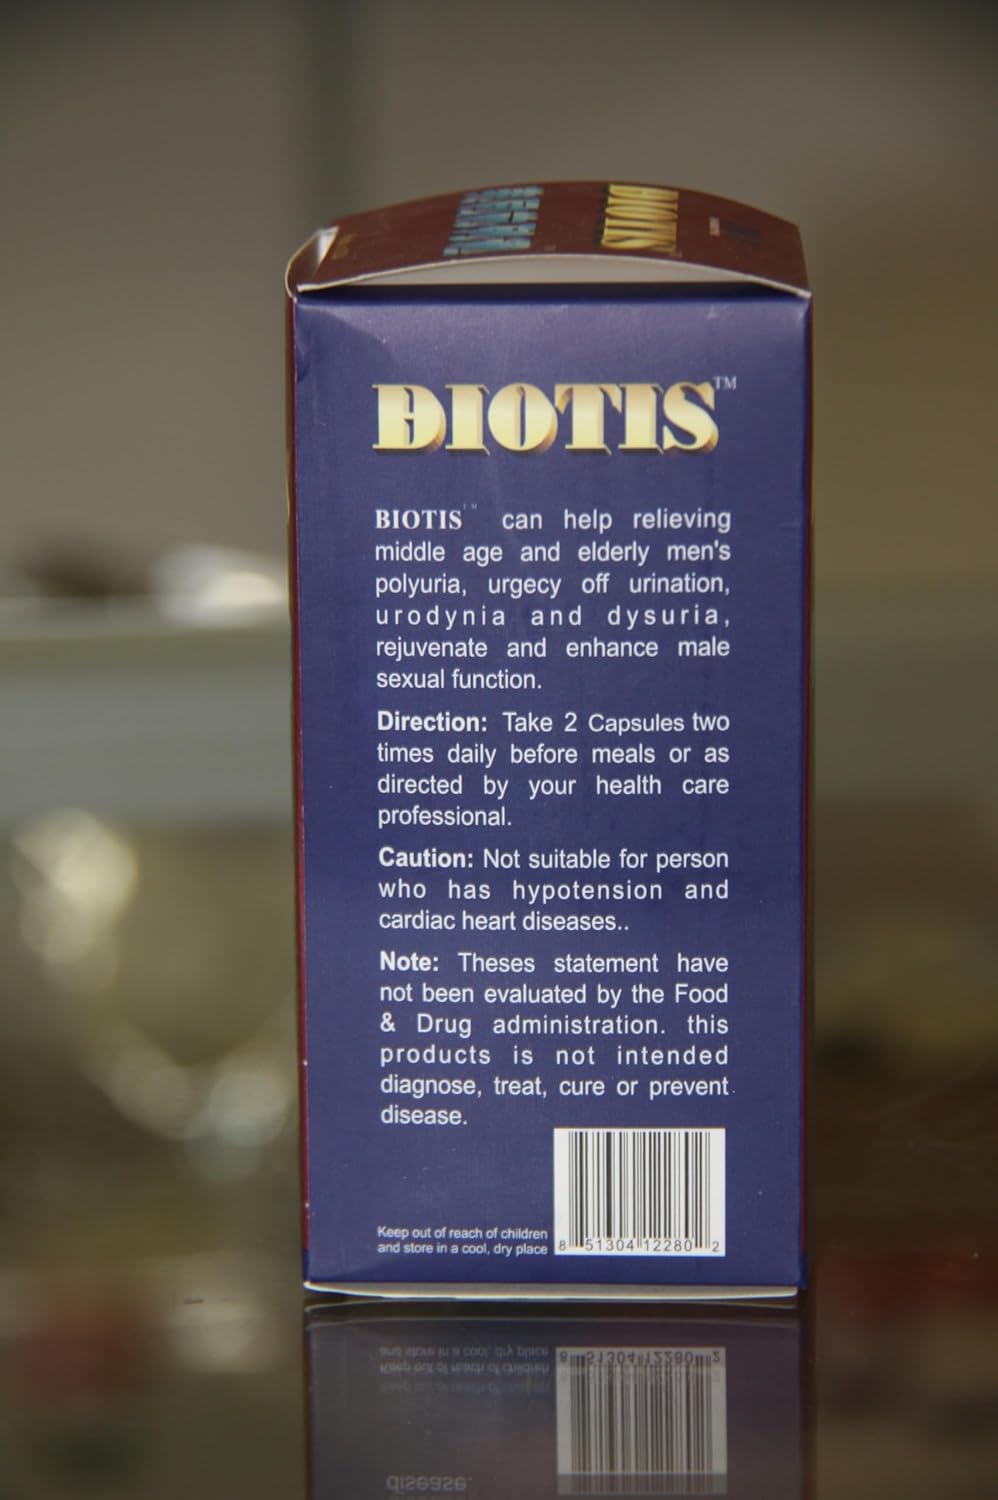 BIOTIS™
BIOTIS™ can help relieving
middle age and elderly men's
polyuria, urgecy off urination,
urodynia and dysuria,
rejuvenate and enhance male
sexual function.
Direction: Take 2 Capsules two
times daily before meals or as
directed by your health care
professional.
Caution: Not suitable for person
who has hypotension and
cardiac heart diseases..
Note: Theses statement have
not been evaluated by the Food
& Drug administration. this
products is not intended
diagnose, treat, cure or prevent
disease.
Keep out of reach of children
and store in a cool, dry place
8 51304 12280 2